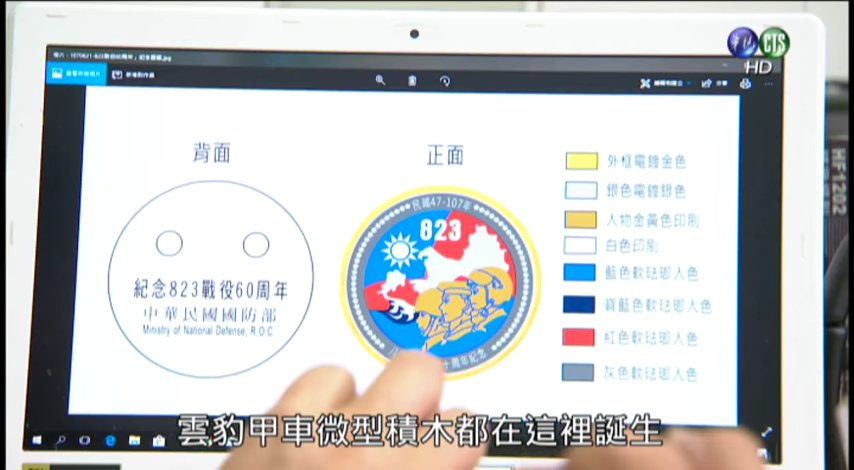 CTS
HD
HF1202
背面
正面
紀念823戰役60周年
中華民國國防部
Ministry of National Defense, R.O.C.
民國47-107年
823
周年紀念
外框電鍍金色
銀色電鍍銀色
人物金黃色印刷
白色印刷
藍色軟琺瑯入色
寶藍色軟琺瑯入色
紅色軟琺瑯入色
灰色軟琺瑯入色
雲豹甲車微型積木都在這裡誕生